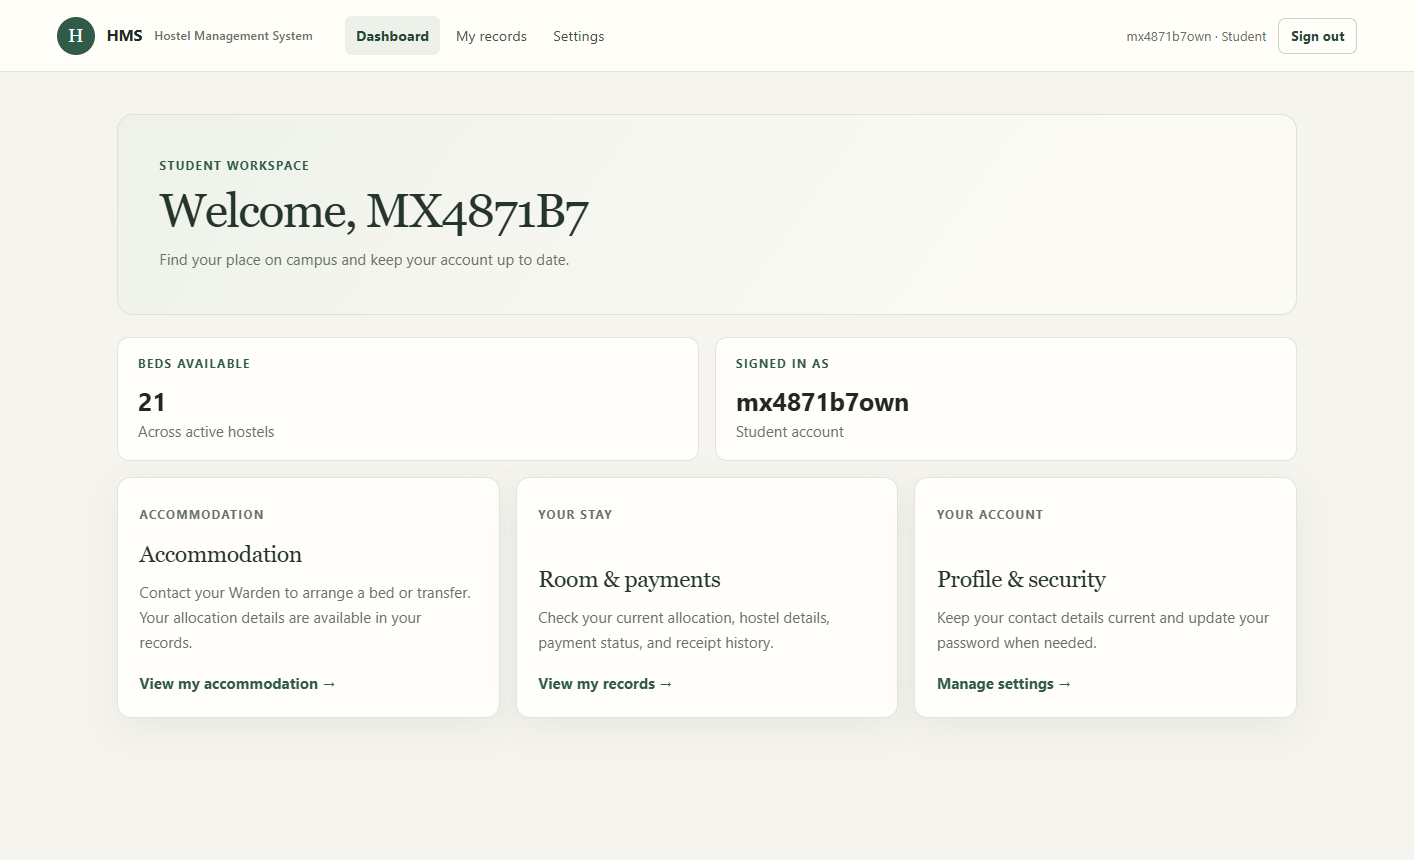 H HMS Hostel Management System Dashboard My records Settings mx4871b7own · Student Sign out
STUDENT WORKSPACE
Welcome, MX4871B7
Find your place on campus and keep your account up to date.
BEDS AVAILABLE
21
Across active hostels
SIGNED IN AS
mx4871b7own
Student account
ACCOMMODATION
Accommodation
Contact your Warden to arrange a bed or transfer.
Your allocation details are available in your
records.
View my accommodation →
YOUR STAY
Room & payments
Check your current allocation, hostel details,
payment status, and receipt history.
View my records →
YOUR ACCOUNT
Profile & security
Keep your contact details current and update your
password when needed.
Manage settings →